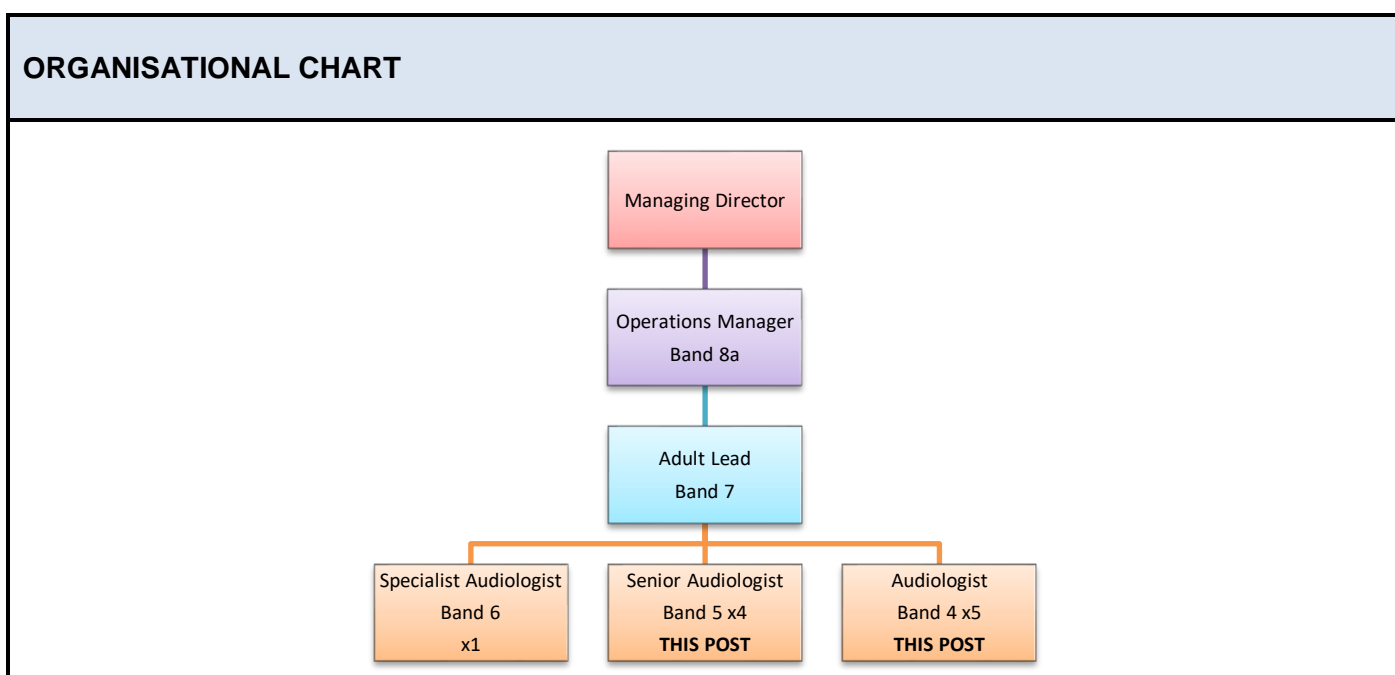 ORGANISATIONAL CHART
Managing Director
Operations Manager
Band 8a
Adult Lead
Band 7
Specialist Audiologist
Band 6
x1
Senior Audiologist
Band 5 x4
THIS POST
Audiologist
Band 4 x5
THIS POST